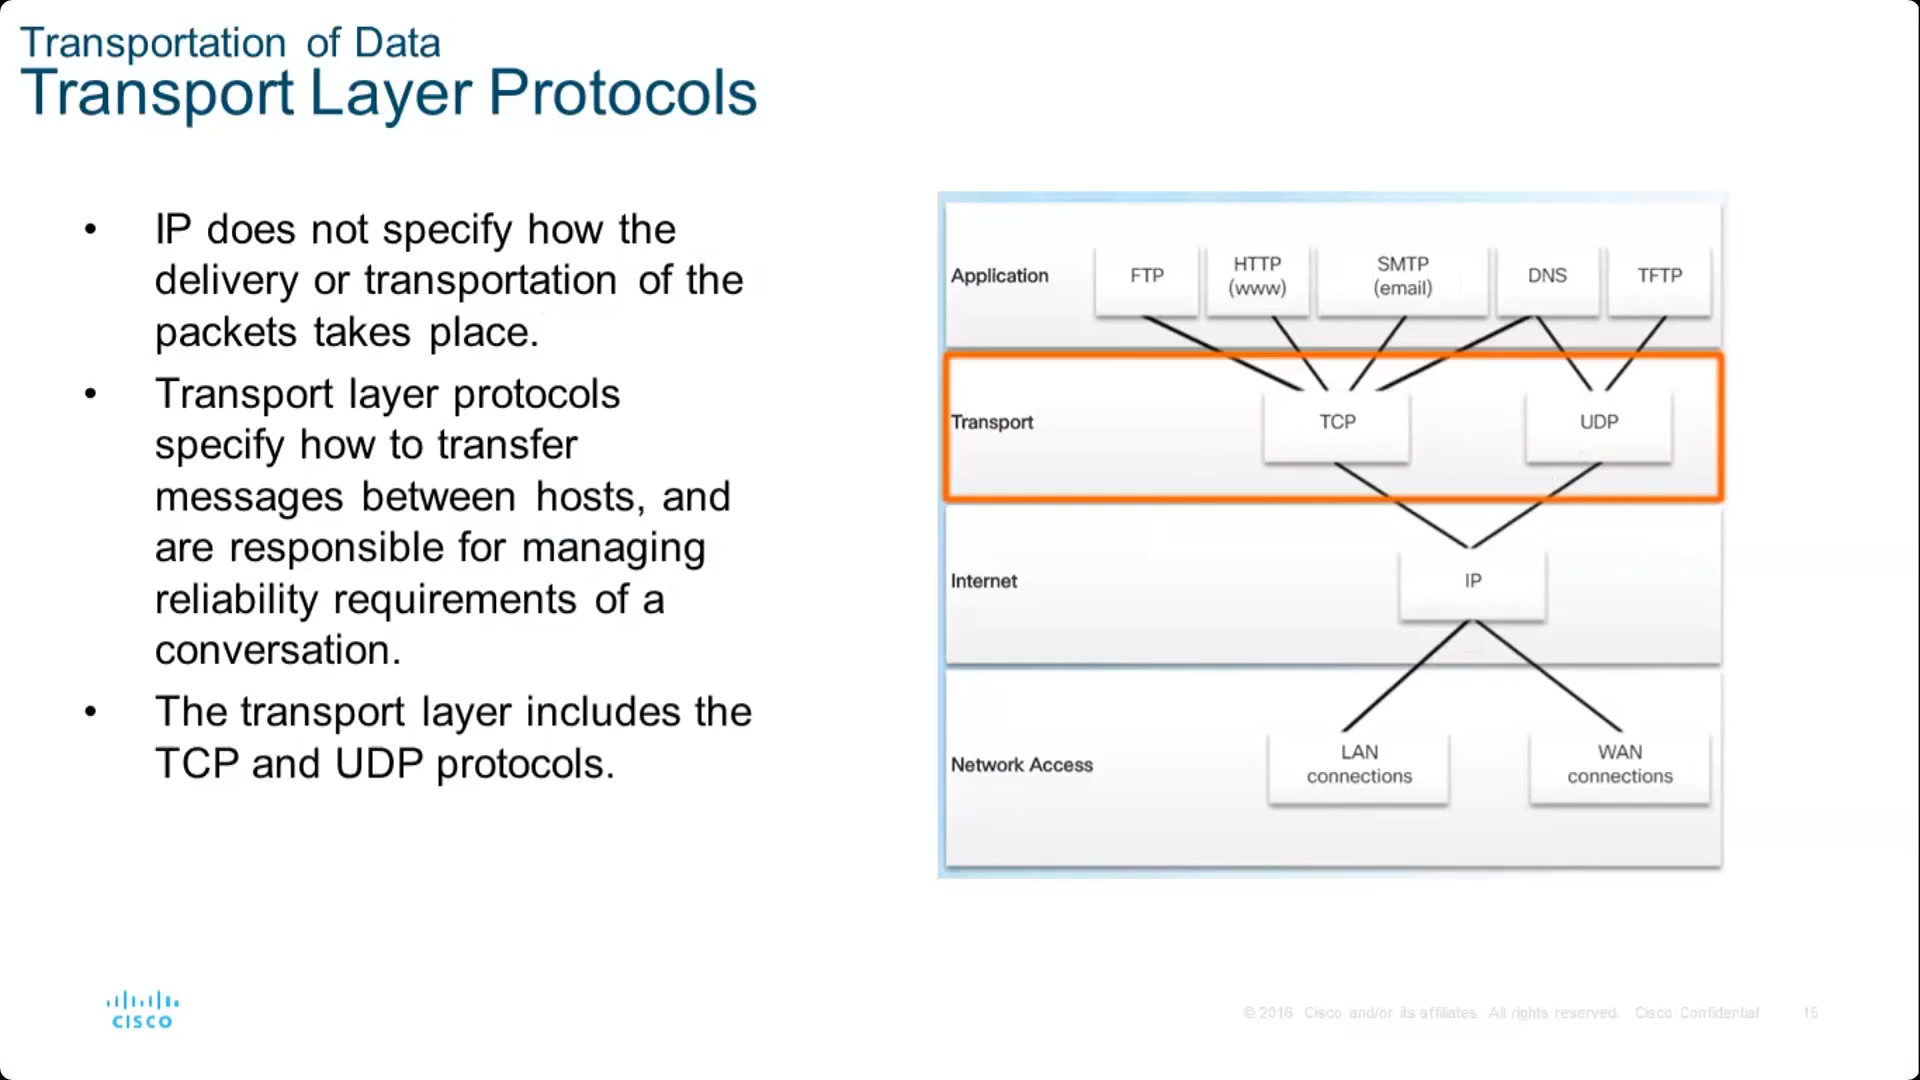 Transportation of Data
Transport Layer Protocols
• IP does not specify how the
delivery or transportation of the
packets takes place.
• Transport layer protocols
specify how to transfer
messages between hosts, and
are responsible for managing
reliability requirements of a
conversation.
• The transport layer includes the
TCP and UDP protocols.
Application
FTP
HTTP
(www)
SMTP
(email)
DNS
TFTP
Transport
TCP
UDP
Internet
IP
Network Access
LAN
connections
WAN
connections
CISCO
© 2016 Cisco and/or its affiliates. All rights reserved. Cisco Confidential 15